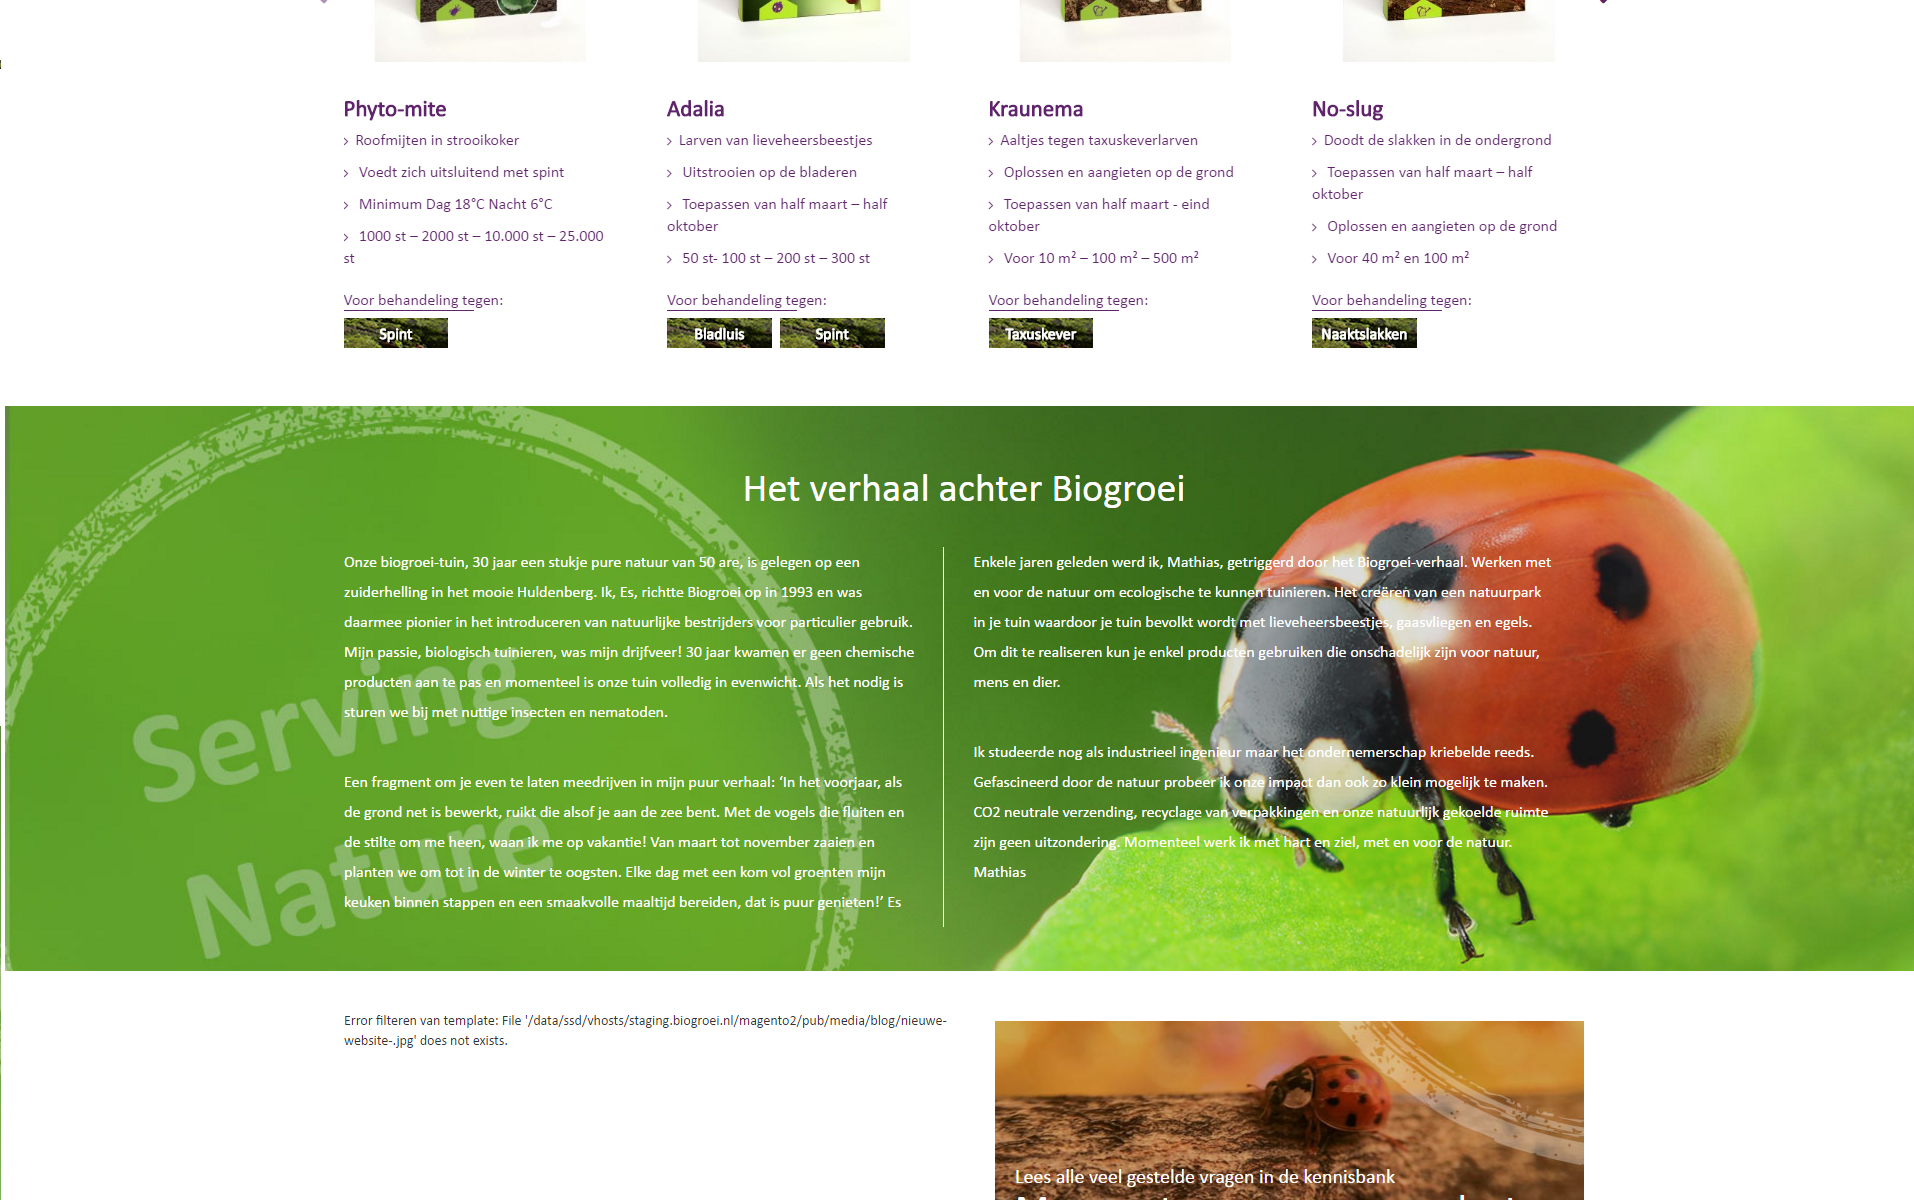 Phyto-mite
Roofmijten in strooikoker
Voedt zich uitsluitend met spint
Minimum Dag 18°C Nacht 6°C
1000 st – 2000 st – 10.000 st – 25.000
st
Voor behandeling tegen:
Spint
Adalia
Larven van lieveheersbeestjes
Uitstrooien op de bladeren
Toepassen van half maart – half
oktober
50 st- 100 st – 200 st – 300 st
Voor behandeling tegen:
Bladluis Spint
Kraunema
Aaltjes tegen taxuskeverlarven
Oplossen en aangieten op de grond
Toepassen van half maart - eind
oktober
Voor 10 m² – 100 m² – 500 m²
Voor behandeling tegen:
Taxuskever
No-slug
Doodt de slakken in de ondergrond
Toepassen van half maart – half
oktober
Oplossen en aangieten op de grond
Voor 40 m² en 100 m²
Voor behandeling tegen:
Naaktslakken
Het verhaal achter Biogroei
Onze biogroei-tuin, 30 jaar een stukje pure natuur van 50 are, is gelegen op een
zuiderhelling in het mooie Huldenberg. Ik, Es, richtte Biogroei op in 1993 en was
daarmee pionier in het introduceren van natuurlijke bestrijders voor particulier gebruik.
Mijn passie, biologisch tuinieren, was mijn drijfveer! 30 jaar kwamen er geen chemische
producten aan te pas en momenteel is onze tuin volledig in evenwicht. Als het nodig is
sturen we bij met nuttige insecten en nematoden.
Een fragment om je even te laten meedrijven in mijn puur verhaal: ‘In het voorjaar, als
de grond net is bewerkt, ruikt die alsof je aan de zee bent. Met de vogels die fluiten en
de stilte om me heen, waan ik me op vakantie! Van maart tot november zaaien en
planten we om tot in de winter te oogsten. Elke dag met een kom vol groenten mijn
keuken binnen stappen en een smaakvolle maaltijd bereiden, dat is puur genieten!’ Es
Enkele jaren geleden werd ik, Mathias, getriggerd door het Biogroei-verhaal. Werken met
en voor de natuur om ecologische te kunnen tuinieren. Het creëren van een natuurpark
in je tuin waardoor je tuin bevolkt wordt met lieveheersbeestjes, gaasvliegen en egels.
Om dit te realiseren kun je enkel producten gebruiken die onschadelijk zijn voor natuur,
mens en dier.
Ik studeerde nog als industrieel ingenieur maar het ondernemerschap kriebelde reeds.
Gefascineerd door de natuur probeer ik onze impact dan ook zo klein mogelijk te maken.
CO2 neutrale verzending, recyclage van verpakkingen en onze natuurlijk gekoelde ruimte
zijn geen uitzondering. Momenteel werk ik met hart en ziel, met en voor de natuur.
Mathias
Serving
Nature
Error filteren van template: File '/data/ssd/vhosts/staging.biogroei.nl/magento2/pub/media/blog/nieuwe-
website-.jpg' does not exists.
Lees alle veel gestelde vragen in de kennisbank